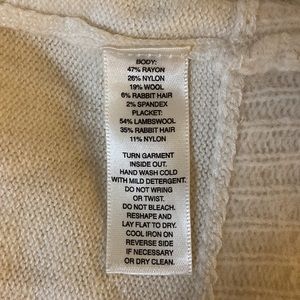 BODY:
47% RAYON
26% NYLON
19% WOOL
6% RABBIT HAIR
2% SPANDEX
PLACKET:
54% LAMBSWOOL
35% RABBIT HAIR
11% NYLON
TURN GARMENT
INSIDE OUT.
HAND WASH COLD
WITH MILD DETERGENT.
DO NOT WRING
OR TWIST.
DO NOT BLEACH.
RESHAPE AND
LAY FLAT TO DRY.
COOL IRON ON
REVERSE SIDE
IF NECESSARY
OR DRY CLEAN.